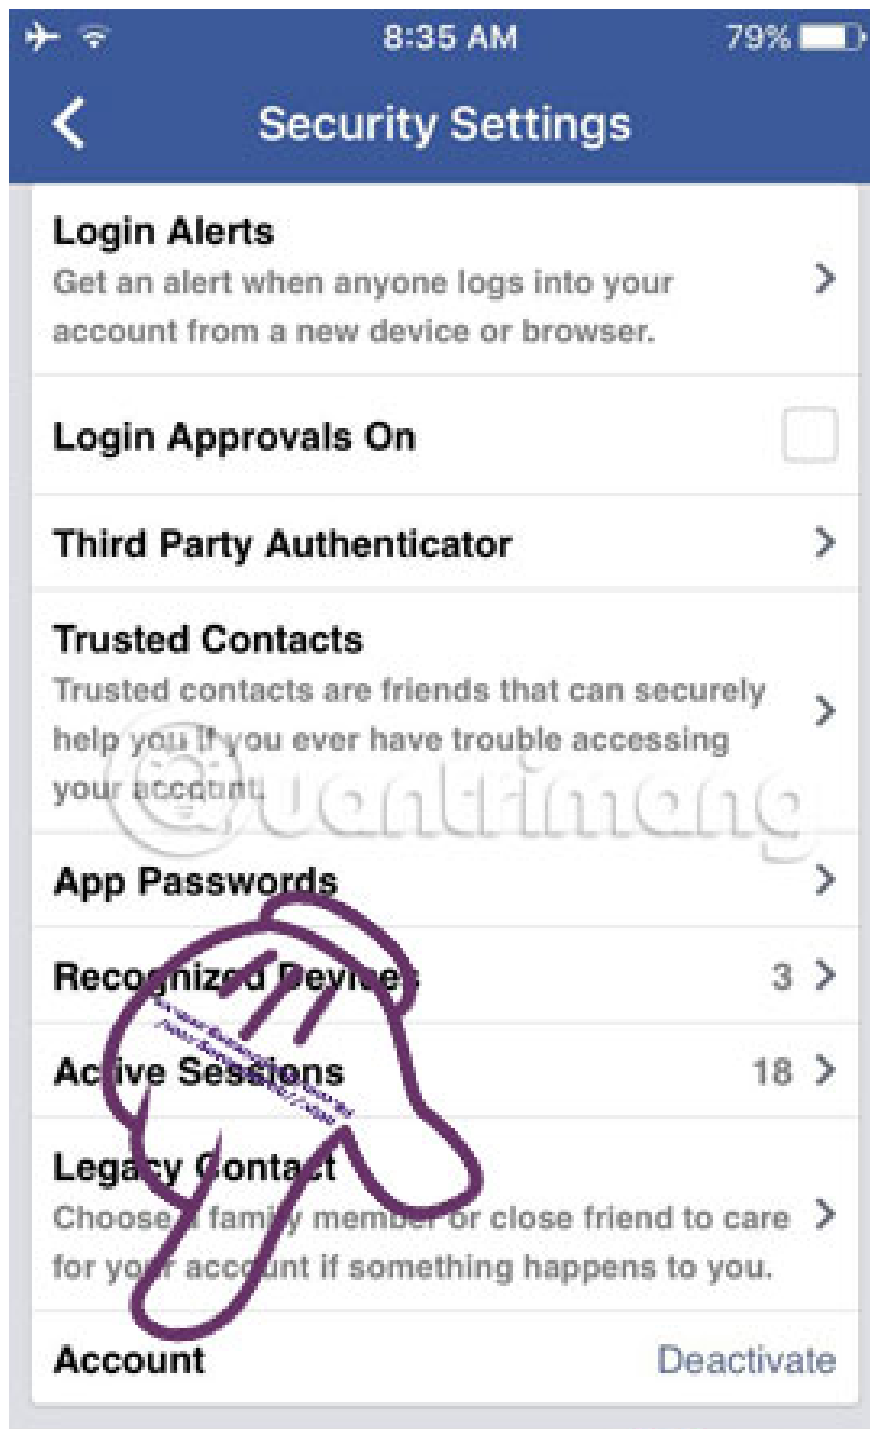 8:35 AM
79%
Security Settings
Login Alerts
Get an alert when anyone logs into your
account from a new device or browser.
Login Approvals On
Third Party Authenticator
Trusted Contacts
Trusted contacts are friends that can securely
help you if you ever have trouble accessing
your account.
Quantrimang
App Passwords
Recognized Devices
3
Active Sessions
18
Legacy Contact
Choose a family member or close friend to care
for your account if something happens to you.
Account
Deactivate